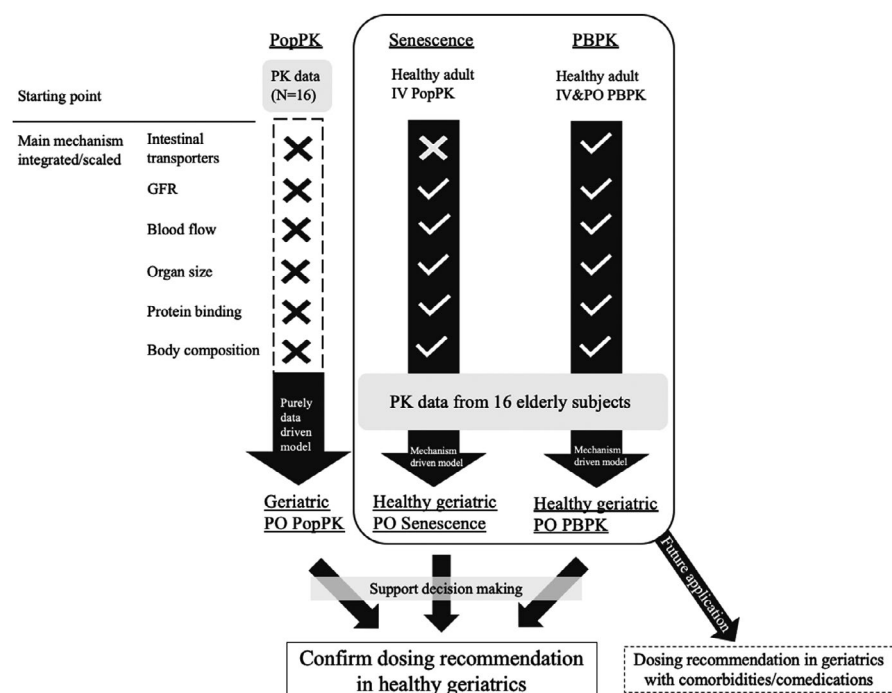 PopPK
Senescence
PBPK
Starting point
PK data
(N=16)
Healthy adult
IV PopPK
Healthy adult
IV&PO PBPK
Main mechanism
integrated/scaled
Intestinal
transporters
GFR
Blood flow
Organ size
Protein binding
Body composition
PK data from 16 elderly subjects
Purely
data
driven
model
Mechanism
driven model
Mechanism
driven model
Geriatric
PO PopPK
Healthy geriatric
PO Senescence
Healthy geriatric
PO PBPK
Support decision making
Future application
Confirm dosing recommendation
in healthy geriatrics
Dosing recommendation in geriatrics
with comorbidities/comedications